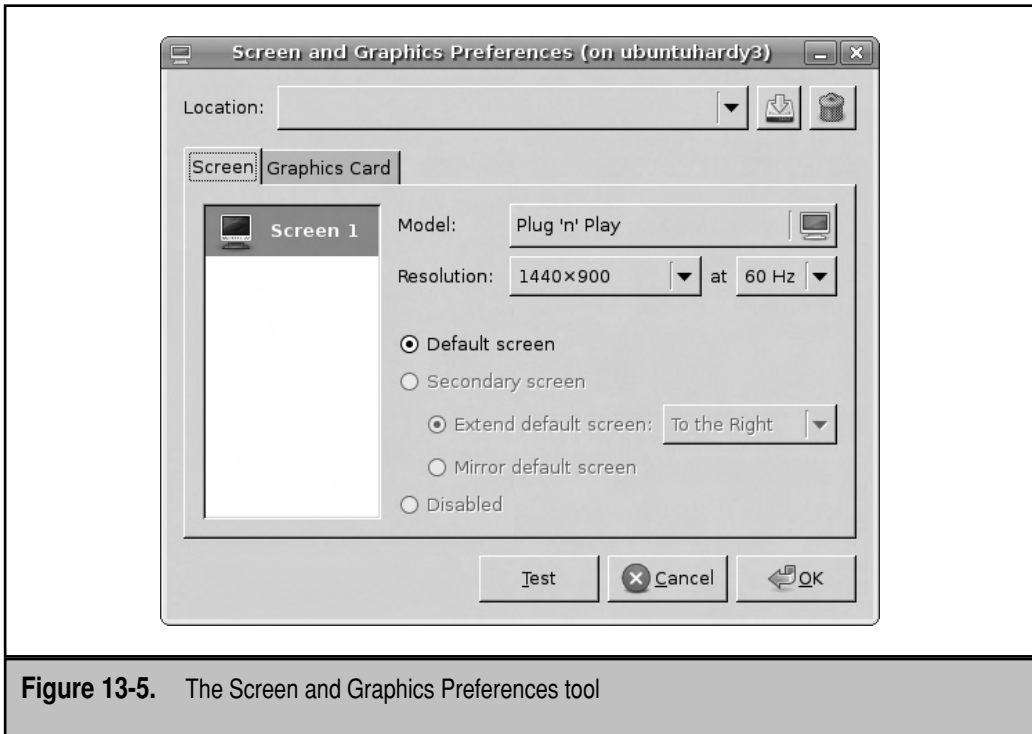 Screen and Graphics Preferences (on ubuntuhardy3)
Location:
Screen
Graphics Card
Screen 1
Model: Plug 'n' Play
Resolution: 1440×900 at 60 Hz
Default screen
Secondary screen
Extend default screen: To the Right
Mirror default screen
Disabled
Test Cancel OK
Figure 13-5. The Screen and Graphics Preferences tool